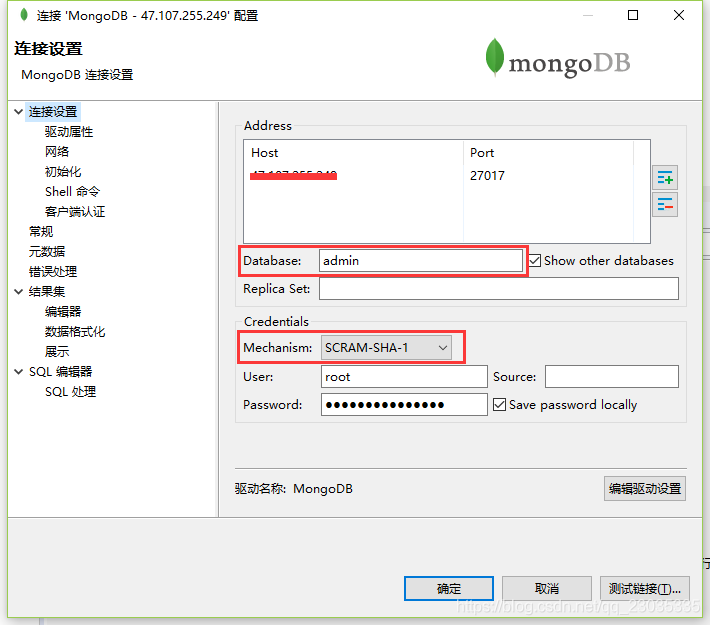 连接 'MongoDB - 47.107.255.249' 配置
连接设置
MongoDB 连接设置
mongoDB
连接设置
驱动属性
网络
初始化
Shell 命令
客户端认证
常规
元数据
错误处理
结果集
编辑器
数据格式化
展示
SQL 编辑器
SQL 处理
Address
Host Port
27017
Database: admin Show other databases
Replica Set:
Credentials
Mechanism: SCRAM-SHA-1
User: root Source:
Password: ●●●●●●●●●●●●●●● Save password locally
驱动名称: MongoDB 编辑驱动设置
确定 取消 测试链接(T)...
行
https://blog.csdn.net/qq_23035335